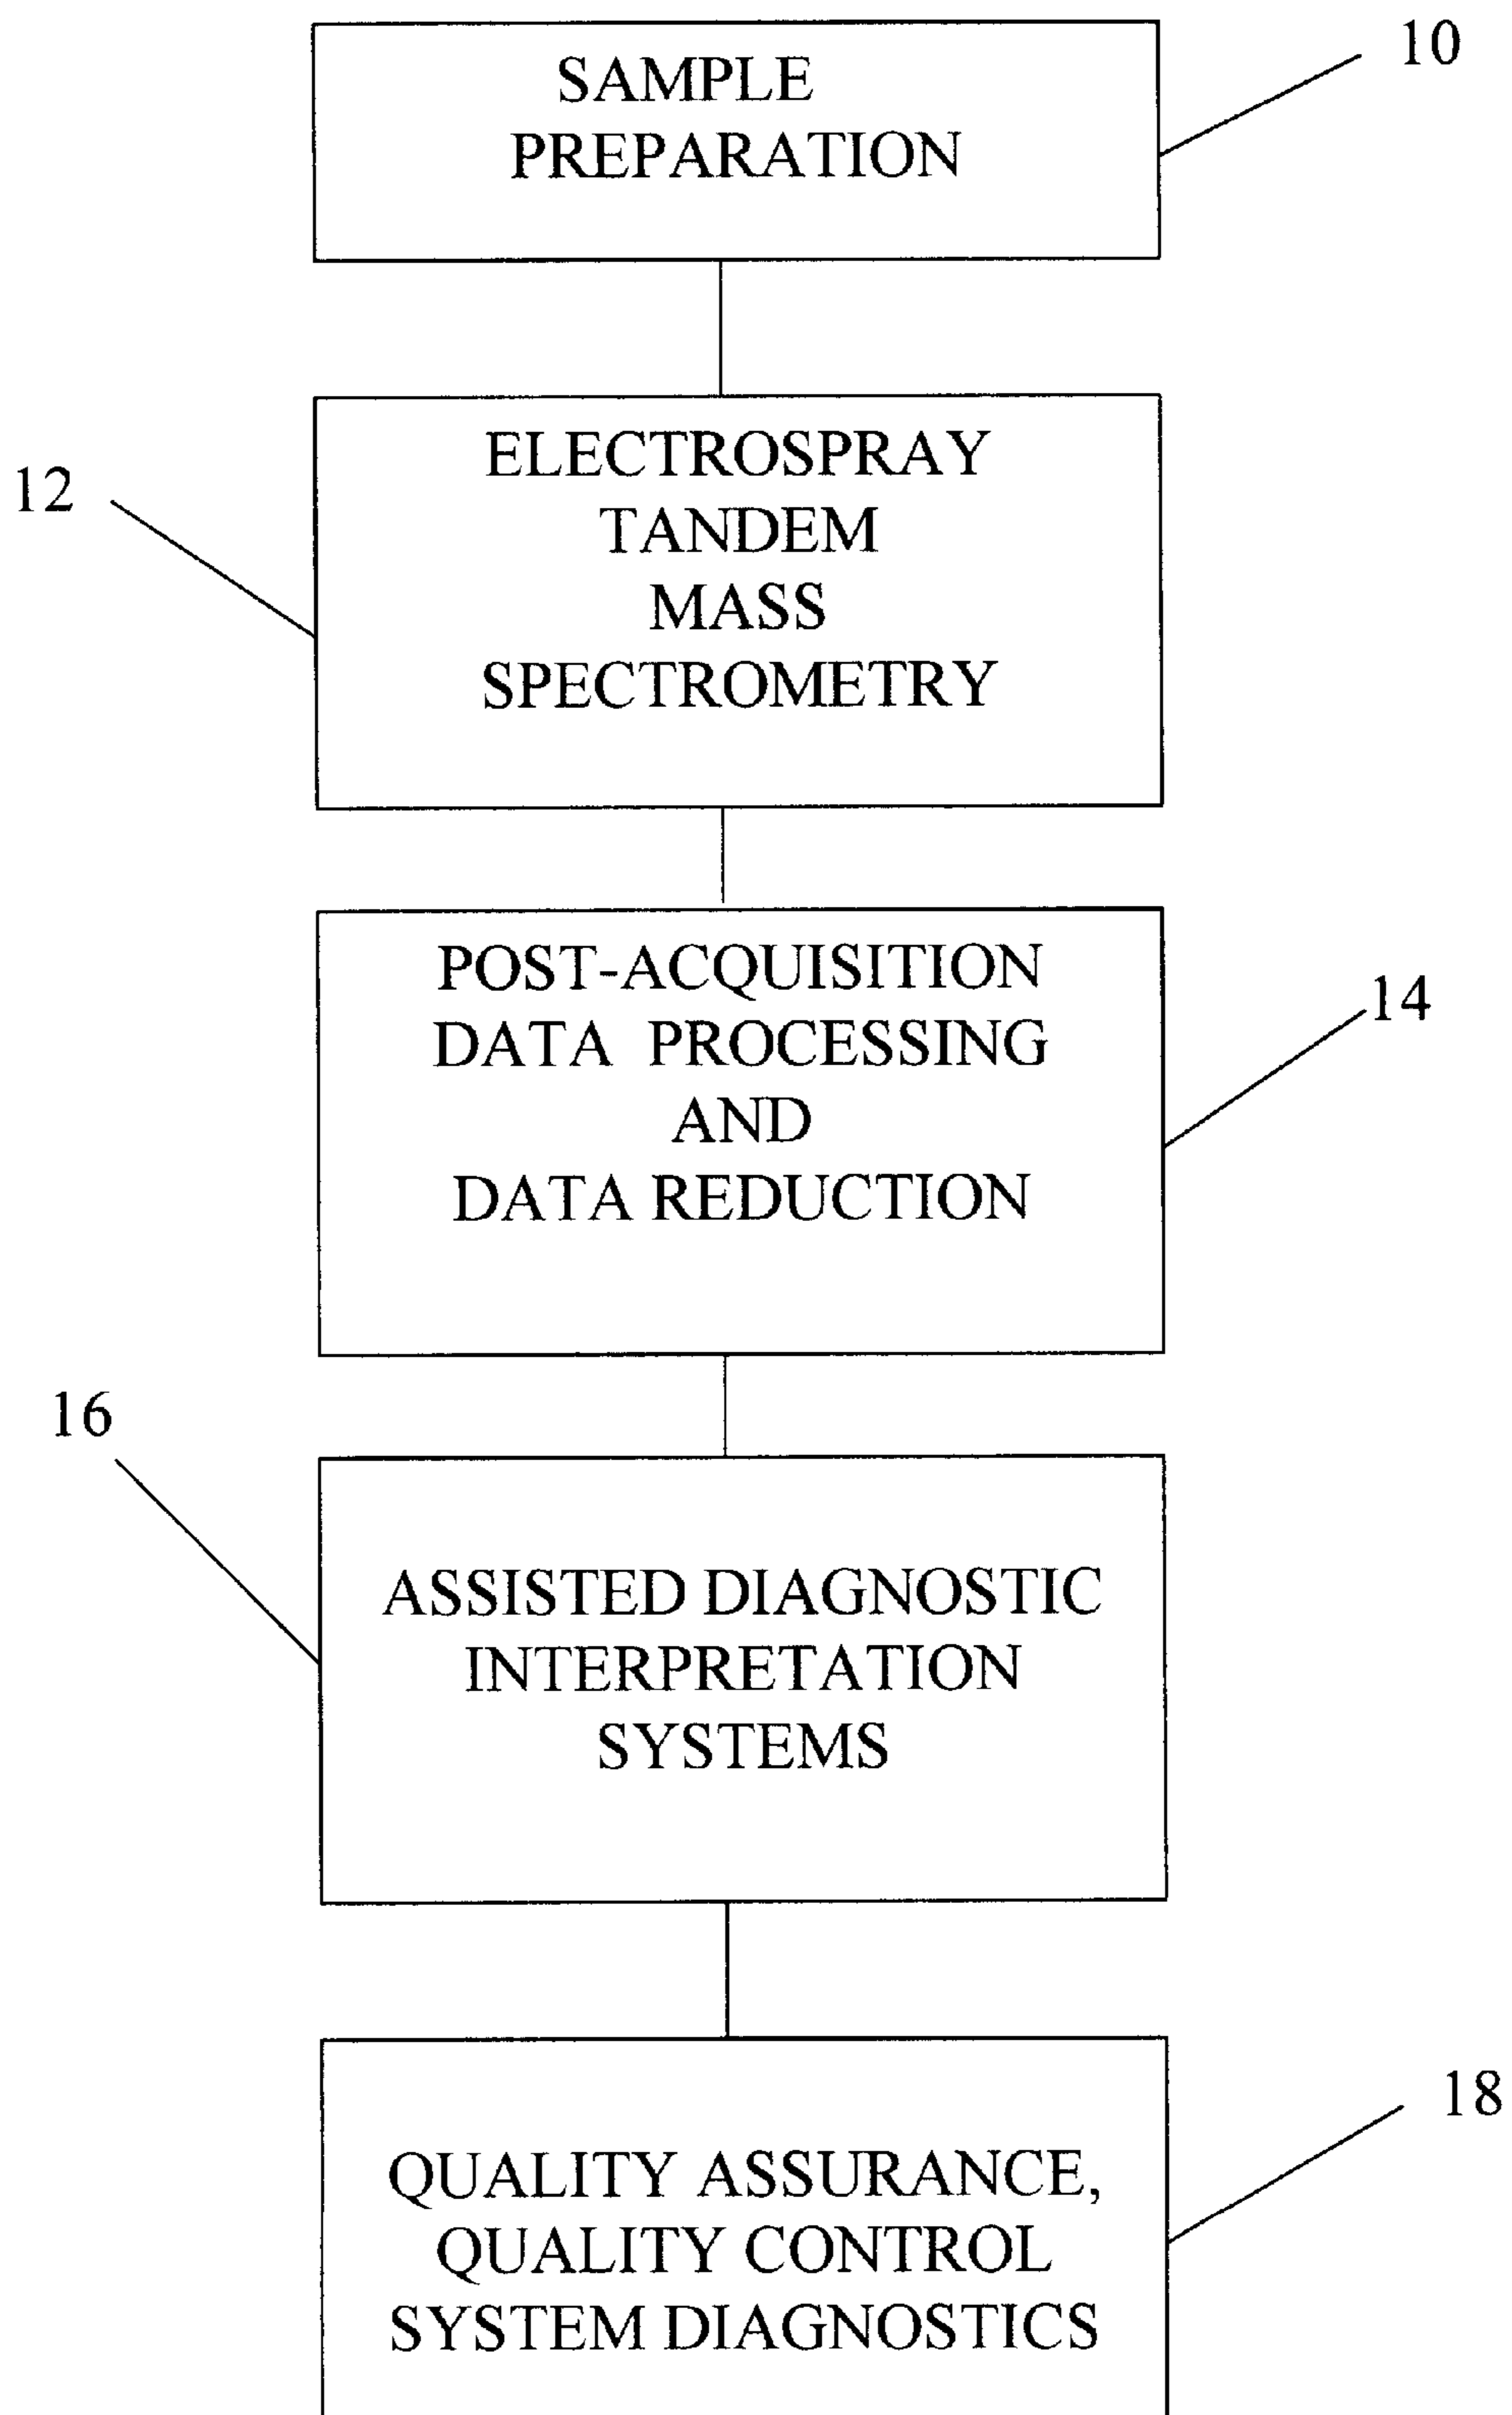 SAMPLE
PREPARATION
10
ELECTROSPRAY
TANDEM
MASS
SPECTROMETRY
12
POST-ACQUISITION
DATA PROCESSING
AND
DATA REDUCTION
14
16
ASSISTED DIAGNOSTIC
INTERPRETATION
SYSTEMS
18
QUALITY ASSURANCE,
QUALITY CONTROL
SYSTEM DIAGNOSTICS